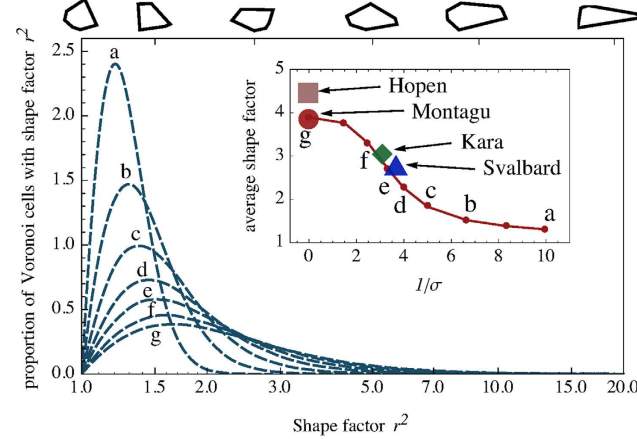 proportion of Voronoi cells with shape factor r²
2.5
2.0
1.5
1.0
0.5
0.0
a
b
c
d
e
f
g
average shape factor
5
4
3
2
1
Hopen
Montagu
Kara
Svalbard
g
f
e
d
c
b
a
0
2
4
6
8
10
1/σ
1.0
1.5
2.0
3.0
5.0
7.0
10.0
15.0
20.0
Shape factor r²